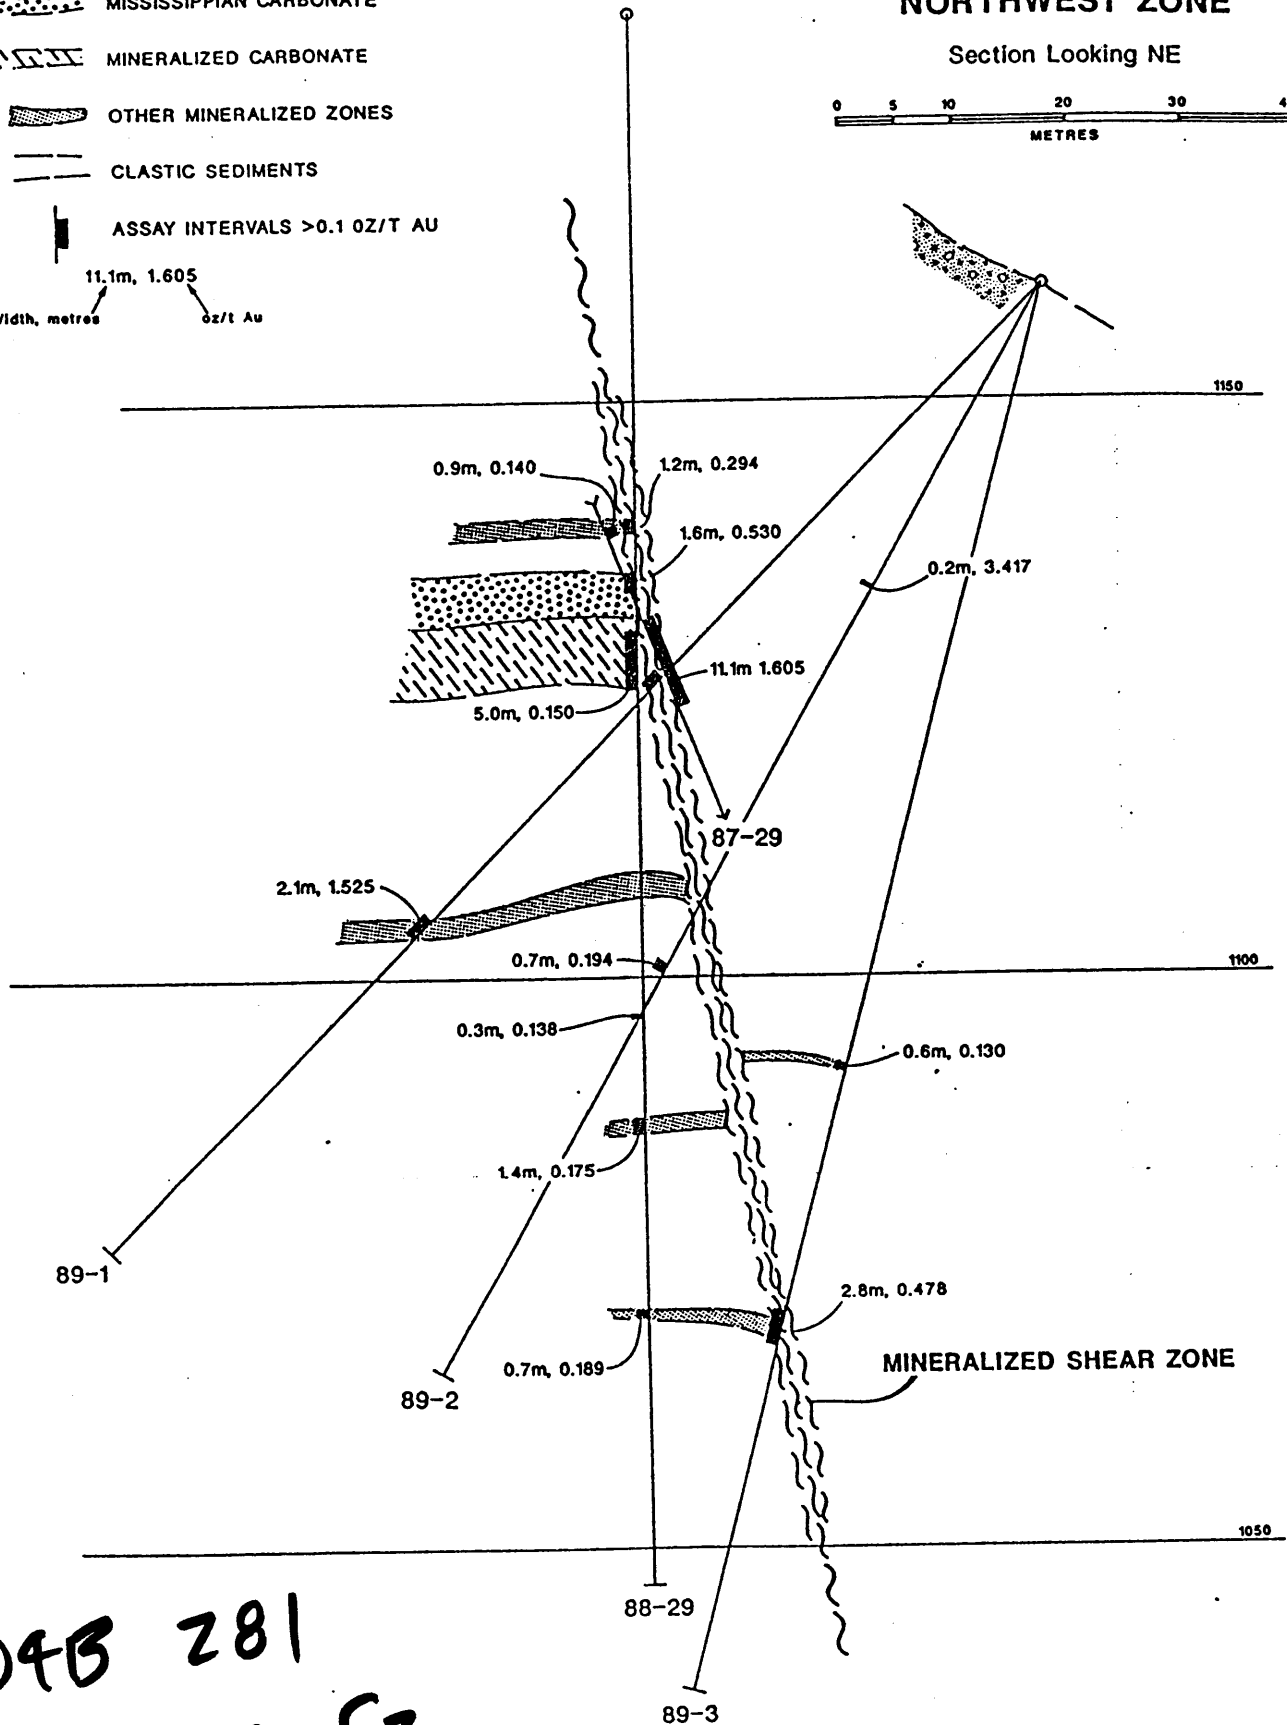 MISSISSIPPIAN CARBONATE
NORTHWEST ZONE
MINERALIZED CARBONATE
Section Looking NE
OTHER MINERALIZED ZONES
0 5 10 20 30
METRES
CLASTIC SEDIMENTS
ASSAY INTERVALS >0.1 OZ/T AU
11.1m, 1.605
Width, metres
oz/t Au
1150
0.9m, 0.140
1.2m, 0.294
1.6m, 0.530
0.2m, 3.417
11.1m 1.605
5.0m, 0.150
87-29
2.1m, 1.525
0.7m, 0.194
1100
0.3m, 0.138
0.6m, 0.130
1.4m, 0.175
89-1
2.8m, 0.478
0.7m, 0.189
MINERALIZED SHEAR ZONE
89-2
1050
88-29
04B 281
89-3